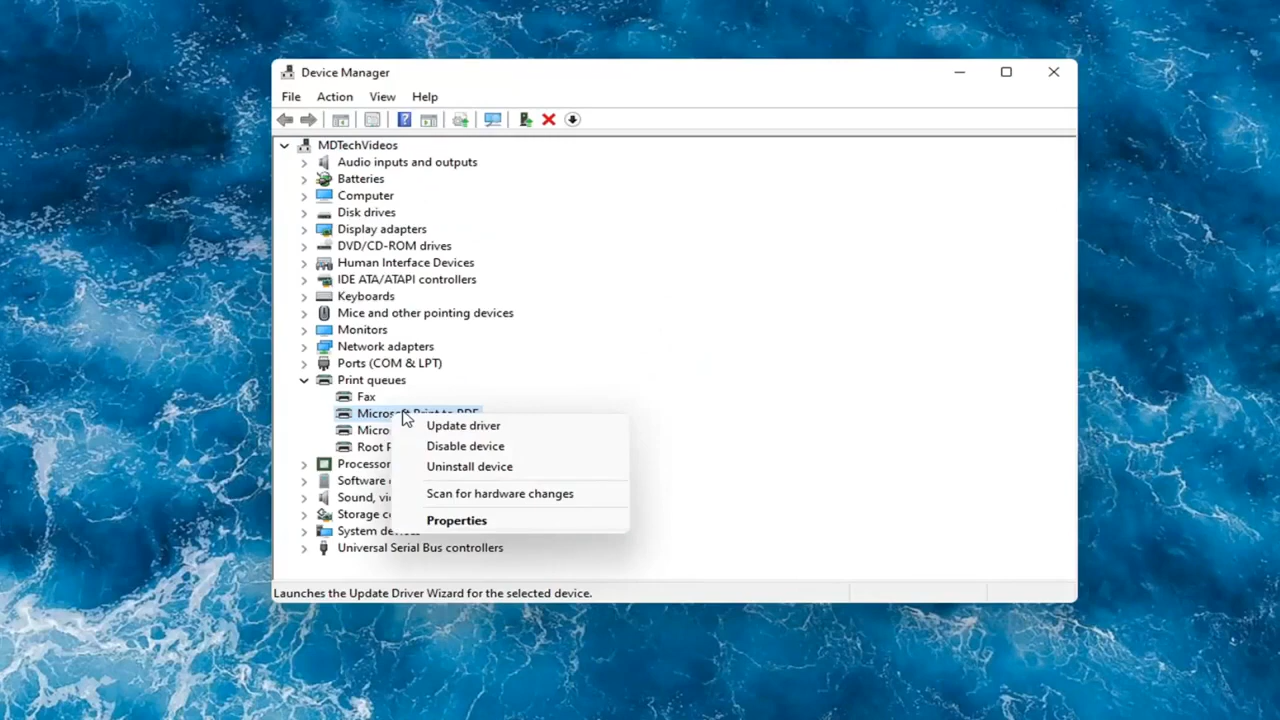 Device Manager
File Action View Help
MDTechVideos
Audio inputs and outputs
Batteries
Computer
Disk drives
Display adapters
DVD/CD-ROM drives
Human Interface Devices
IDE ATA/ATAPI controllers
Keyboards
Mice and other pointing devices
Monitors
Network adapters
Ports (COM & LPT)
Print queues
Fax
Microsoft Print to PDF
Micros
Root P
Processor
Software
Sound, vi
Storage co
System devices
Universal Serial Bus controllers
Update driver
Disable device
Uninstall device
Scan for hardware changes
Properties
Launches the Update Driver Wizard for the selected device.